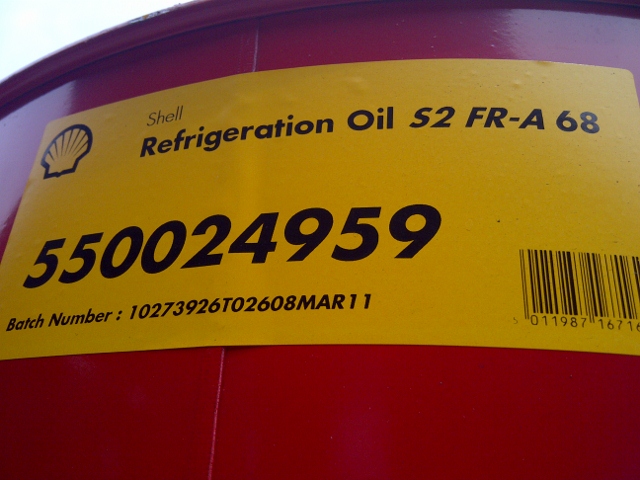 Shell
Refrigeration Oil S2 FR-A 68
550024959
Batch Number : 10273926T02608MAR11
5 011987 16716